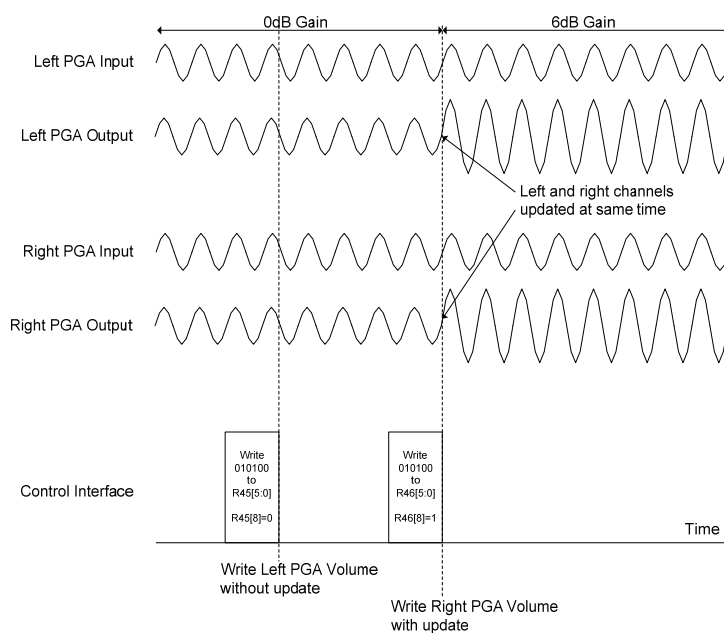 0dB Gain
6dB Gain
Left PGA Input
Left PGA Output
Left and right channels
updated at same time
Right PGA Input
Right PGA Output
Control Interface
Write
010100
to
R45[5:0]
R45[8]=0
Write
010100
to
R46[5:0]
R46[8]=1
Time
Write Left PGA Volume
without update
Write Right PGA Volume
with update